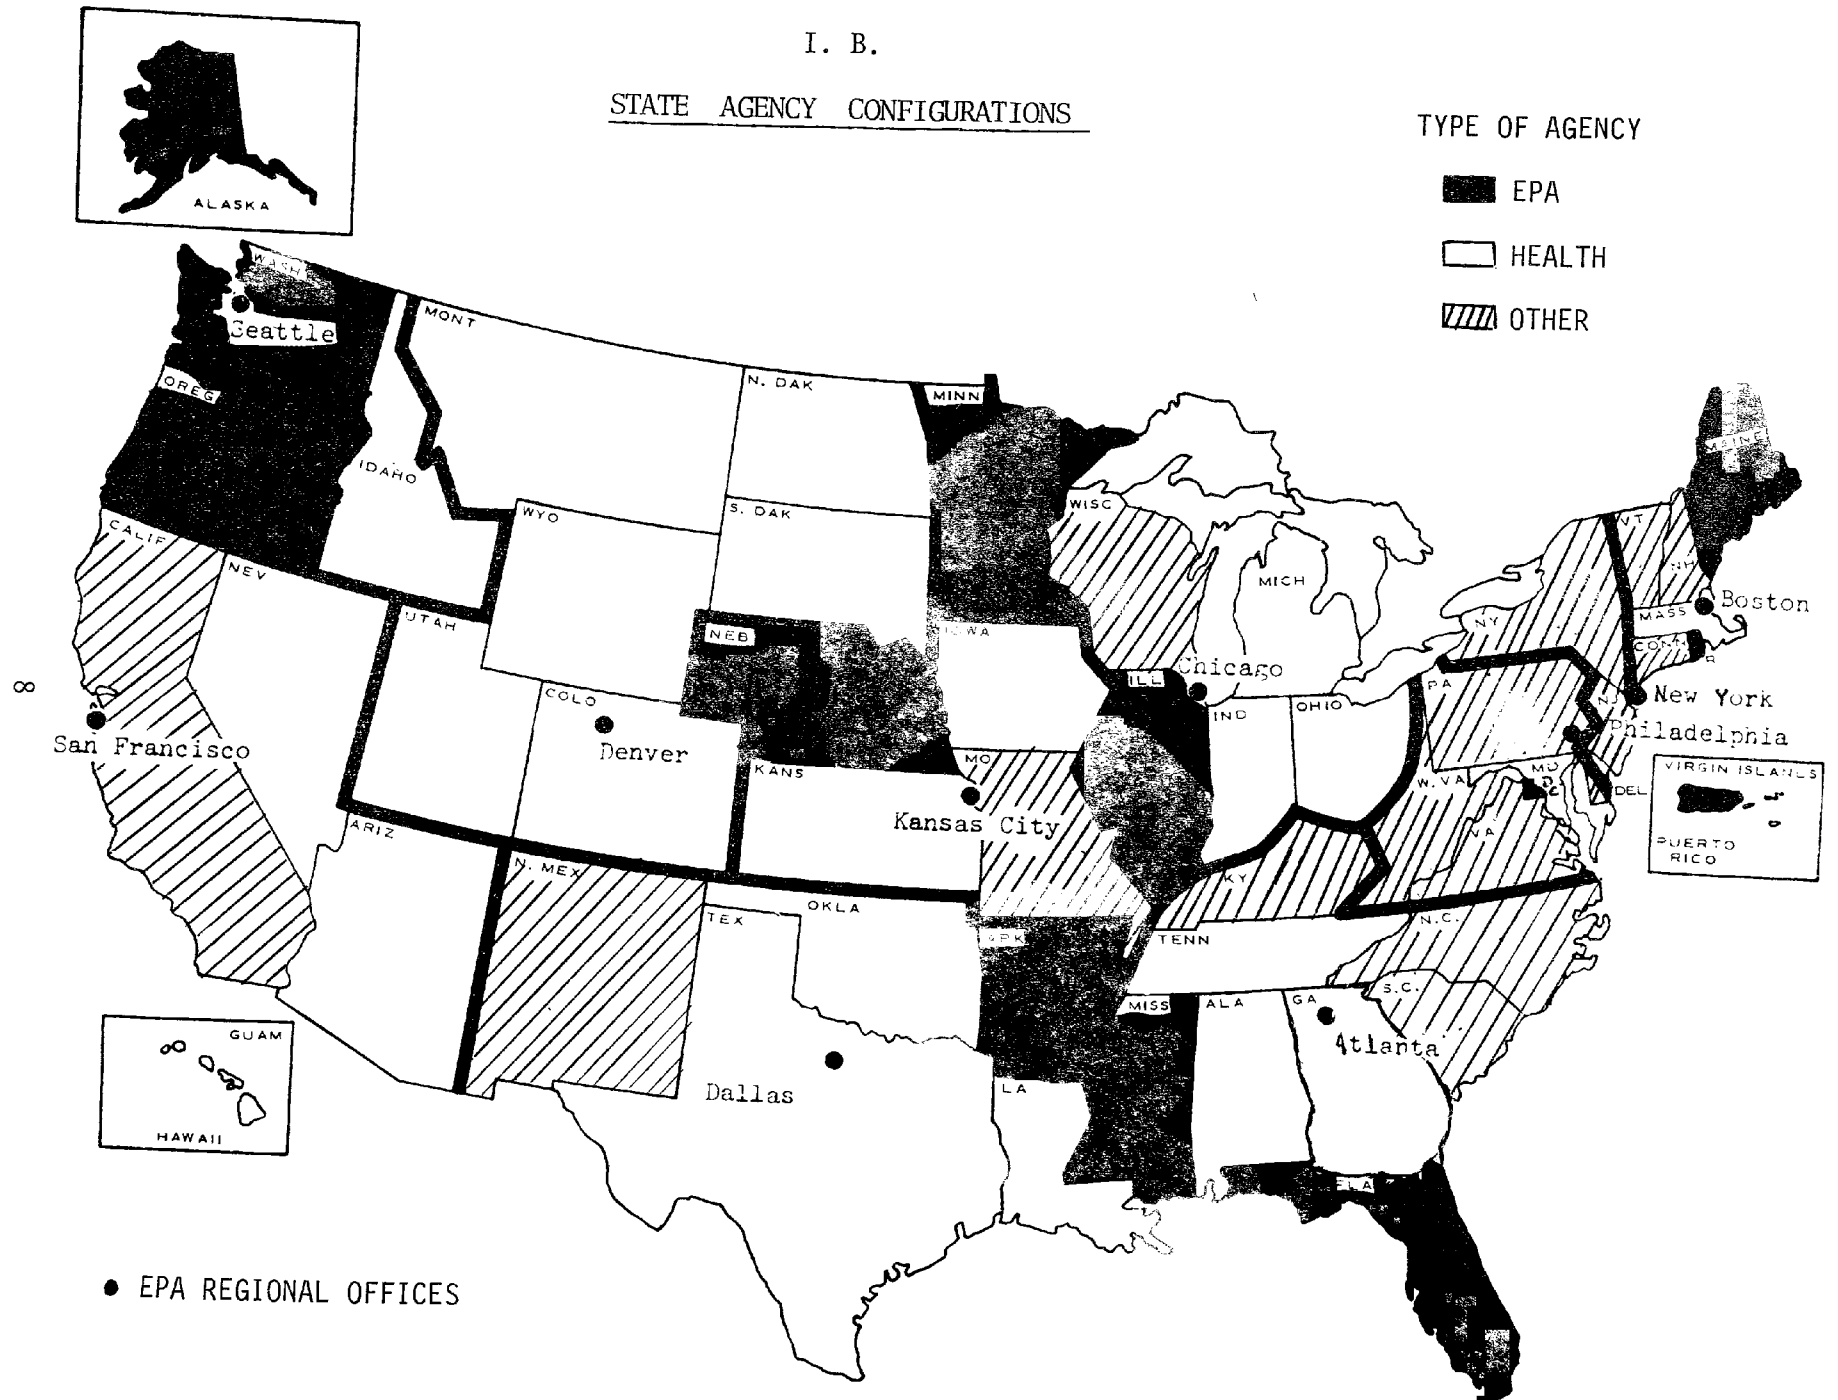 I. B.
STATE AGENCY CONFIGURATIONS
TYPE OF AGENCY
EPA
HEALTH
OTHER
ALASKA
WASH
Seattle
OREG
MONT
N. DAK
MINN
MAINE
IDAHO
WYO
S. DAK
WISC
MICH
VT
NH
CALIF
NEV
UTAH
NEB
IOWA
NY
MASS
Boston
CONN
R
8
San Francisco
COLO
Denver
ILL
Chicago
IND
OHIO
PA
NJ
New York
Philadelphia
KANS
MO
Kansas City
W. VA
MD
DEL
VA
VIRGIN ISLANDS
PUERTO
RICO
ARIZ
N. MEX
OKLA
TEX
ARK
KY
TENN
N.C.
MISS
ALA
GA
S.C.
Atlanta
GUAM
HAWAII
Dallas
LA
FLA
EPA REGIONAL OFFICES